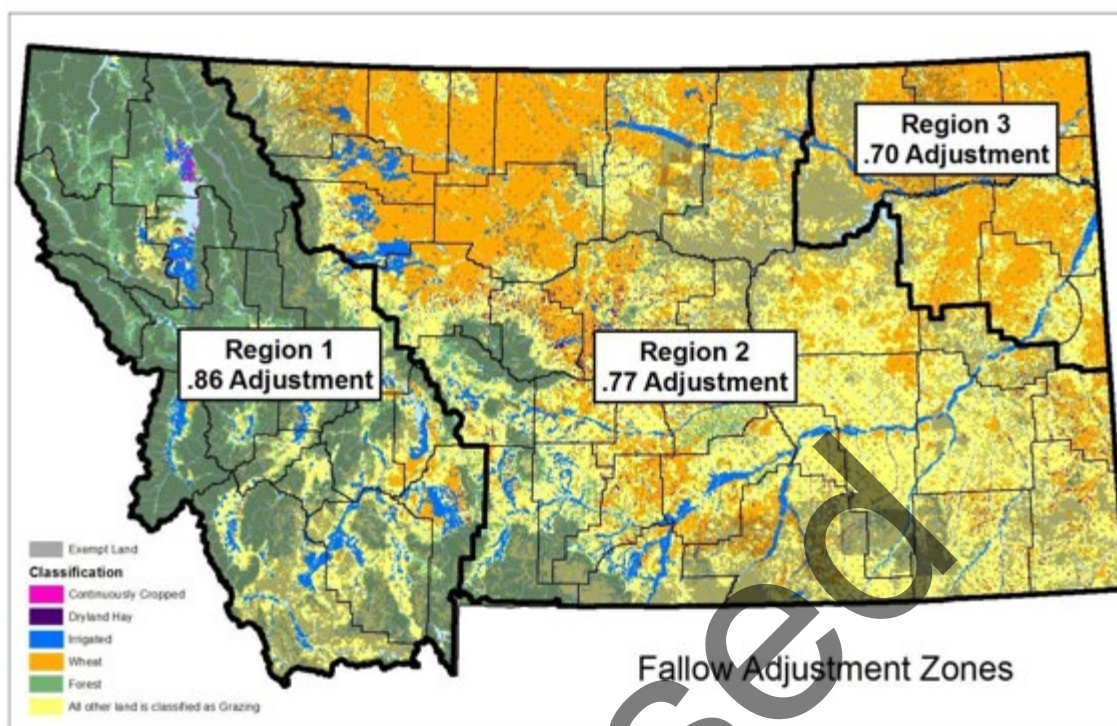 Region 3
.70 Adjustment
Region 1
.86 Adjustment
Region 2
.77 Adjustment
Exempt Land
Classification
Continuously Cropped
Dryland Hay
Irrigated
Wheat
Forest
All other land is classified as Grazing
Fallow Adjustment Zones
sed